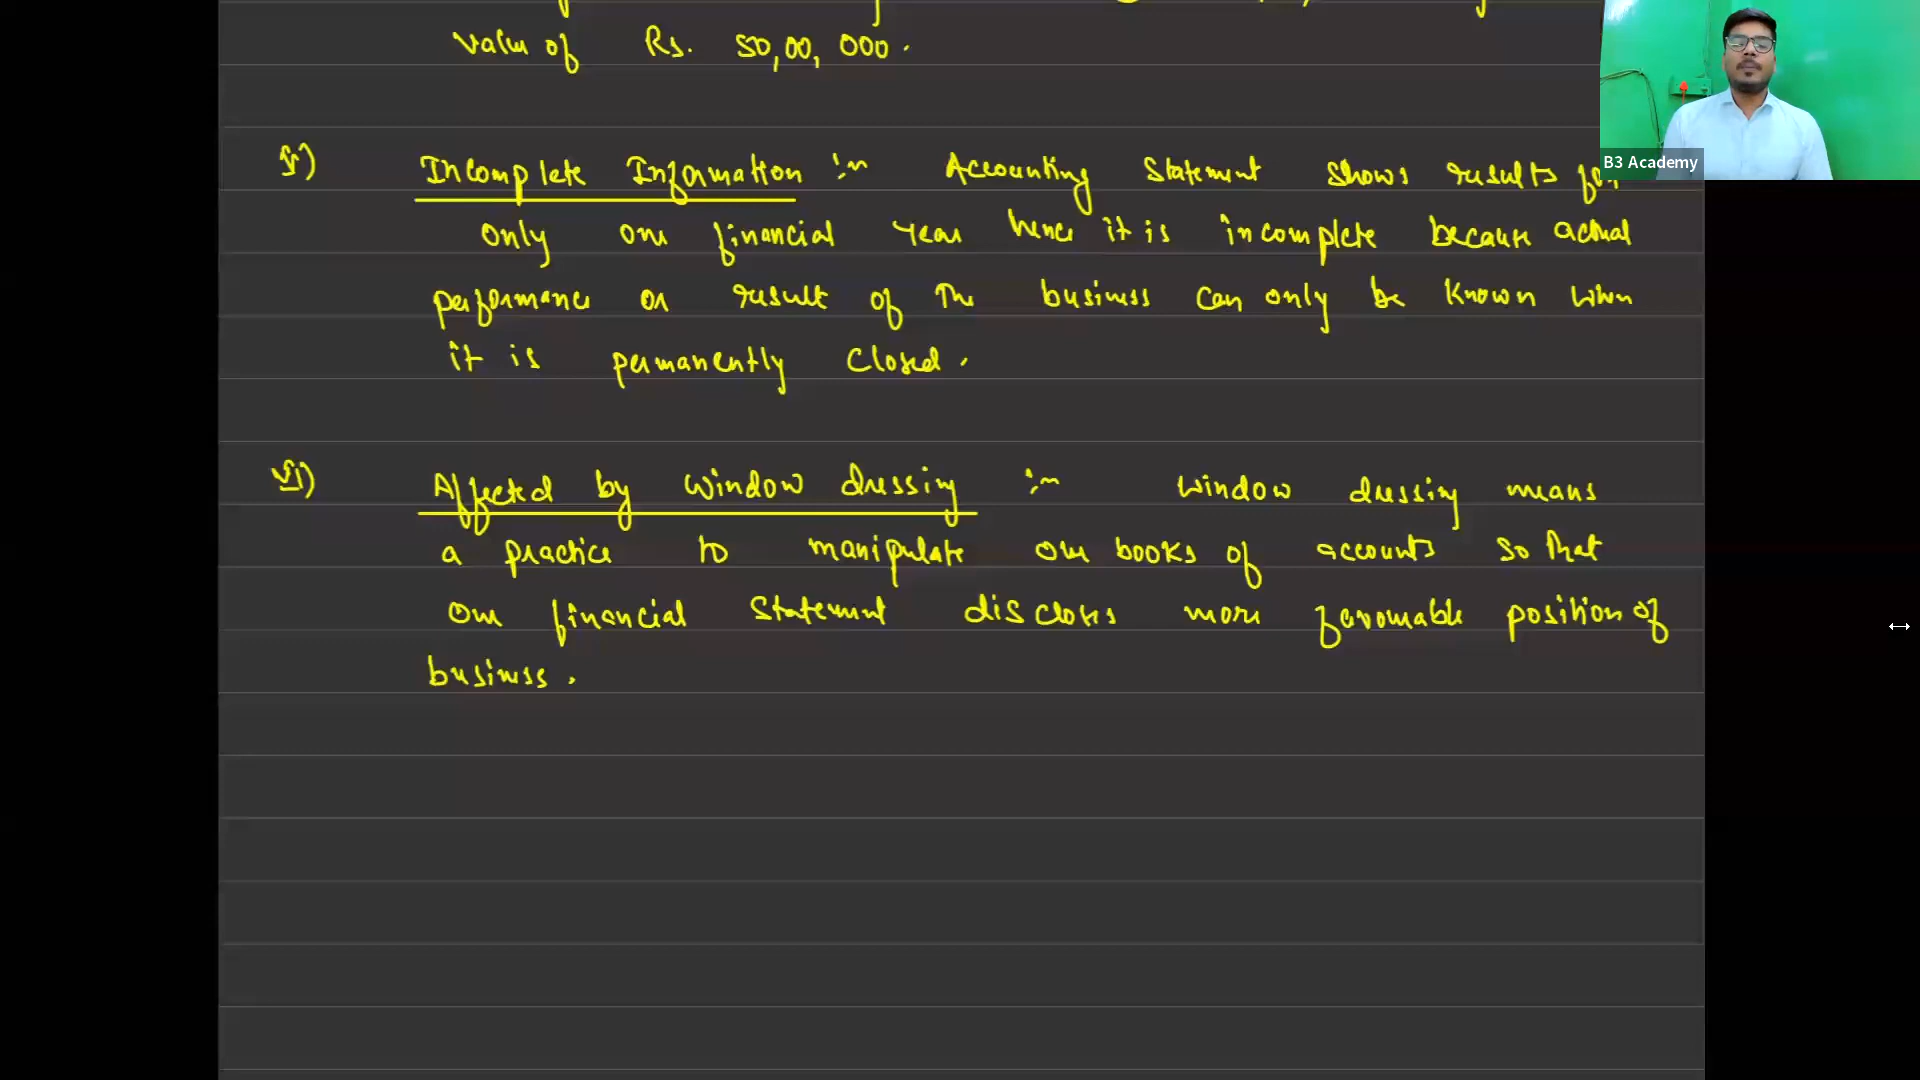 value of Rs. 50,00,000.
B3 Academy
v) Incomplete Information :- Accounting Statement shows results for
only one financial year hence it is incomplete because actual
performance or result of the business can only be known when
it is permanently closed.
vi) Affected by window dressing :- window dressing means
a practice to manipulate our books of accounts so that
our financial statement discloses more favourable position of
business.